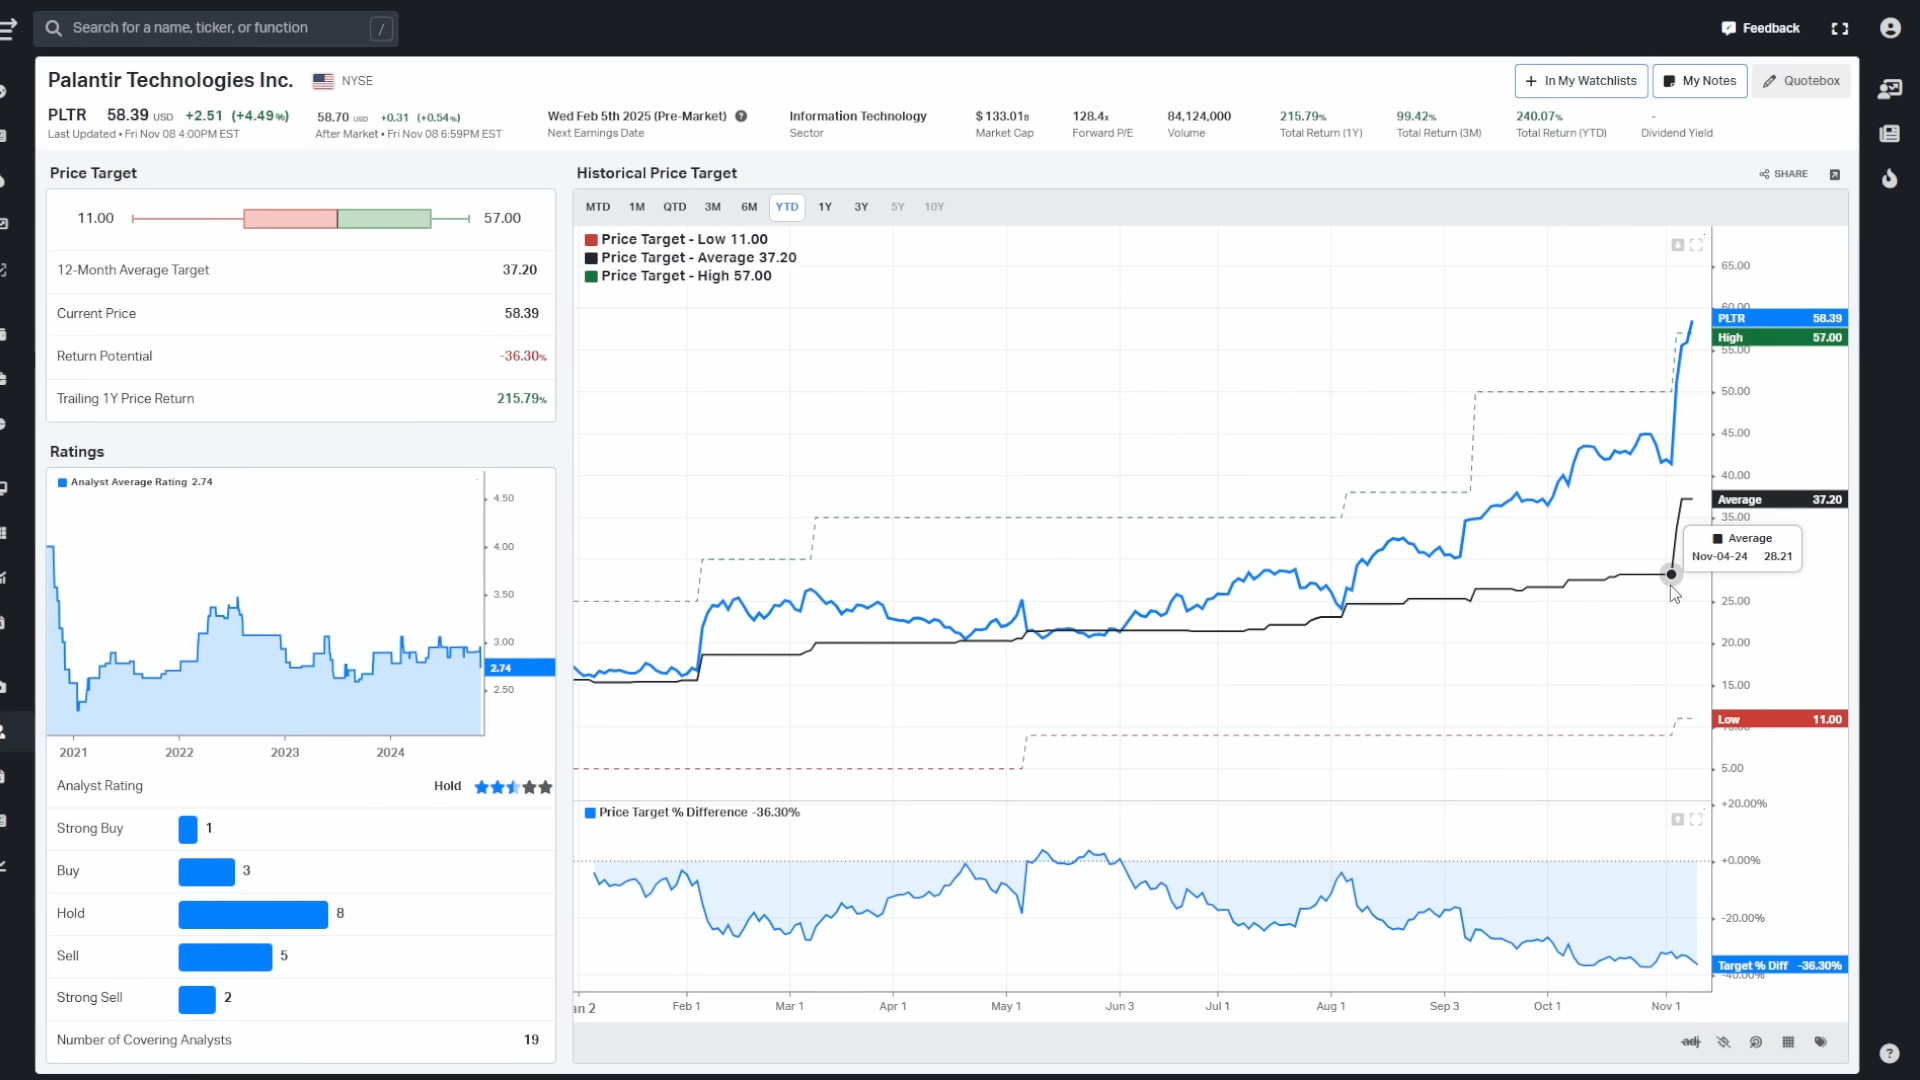 Search for a name, ticker, or function /
Feedback
Palantir Technologies Inc. NYSE
In My Watchlists
My Notes
Quotebox
PLTR 58.39 USD +2.51 (+4.49%)
Last Updated • Fri Nov 08 4:00PM EST
58.70 USD +0.31 (+0.54%)
After Market • Fri Nov 08 6:59PM EST
Wed Feb 5th 2025 (Pre-Market)
Next Earnings Date
Information Technology
Sector
$ 133.01B
Market Cap
128.4x
Forward P/E
84,124,000
Volume
215.79%
Total Return (1Y)
99.42%
Total Return (3M)
240.07%
Total Return (YTD)
-
Dividend Yield
Price Target
11.00 57.00
12-Month Average Target 37.20
Current Price 58.39
Return Potential -36.30%
Trailing 1Y Price Return 215.79%
Ratings
Analyst Average Rating 2.74
4.50
4.00
3.50
3.00
2.74
2.50
2021 2022 2023 2024
Analyst Rating Hold
Strong Buy 1
Buy 3
Hold 8
Sell 5
Strong Sell 2
Number of Covering Analysts 19
Historical Price Target
SHARE
MTD 1M QTD 3M 6M YTD 1Y 3Y 5Y 10Y
Price Target - Low 11.00
Price Target - Average 37.20
Price Target - High 57.00
65.00
60.00
PLTR 58.39
High 57.00
55.00
50.00
45.00
40.00
Average 37.20
35.00
Average
Nov-04-24 28.21
25.00
20.00
15.00
Low 11.00
10.00
5.00
Price Target % Difference -36.30%
+20.00%
+0.00%
-20.00%
Target % Diff -36.30%
-40.00%
an 2 Feb 1 Mar 1 Apr 1 May 1 Jun 3 Jul 1 Aug 1 Sep 3 Oct 1 Nov 1
adj